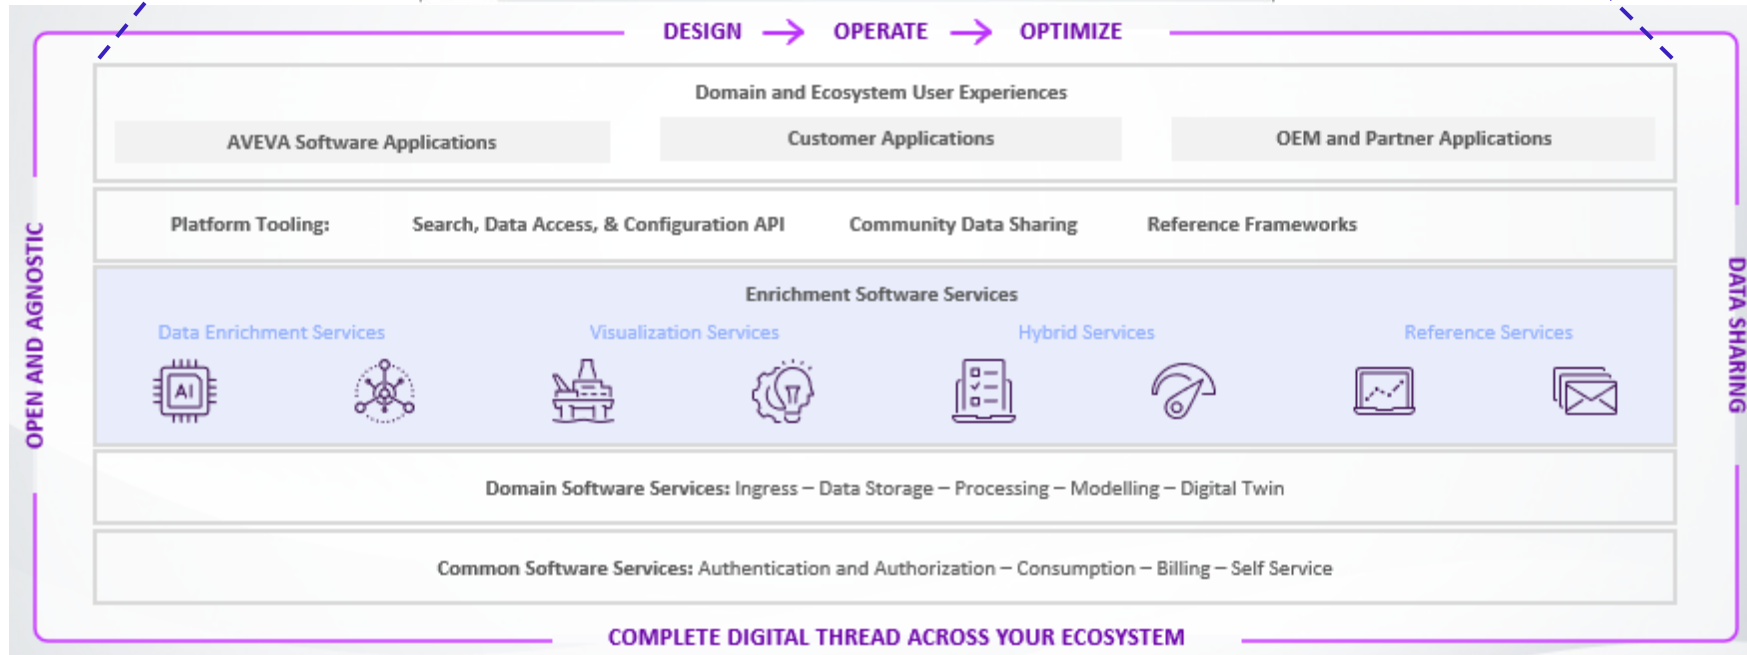 DESIGN → OPERATE → OPTIMIZE
Domain and Ecosystem User Experiences
AVEVA Software Applications
Customer Applications
OEM and Partner Applications
Platform Tooling: Search, Data Access, & Configuration API Community Data Sharing Reference Frameworks
OPEN AND AGNOSTIC
DATA SHARING
Enrichment Software Services
Data Enrichment Services
Visualization Services
Hybrid Services
Reference Services
AI
Domain Software Services: Ingress – Data Storage – Processing – Modelling – Digital Twin
Common Software Services: Authentication and Authorization – Consumption – Billing – Self Service
COMPLETE DIGITAL THREAD ACROSS YOUR ECOSYSTEM